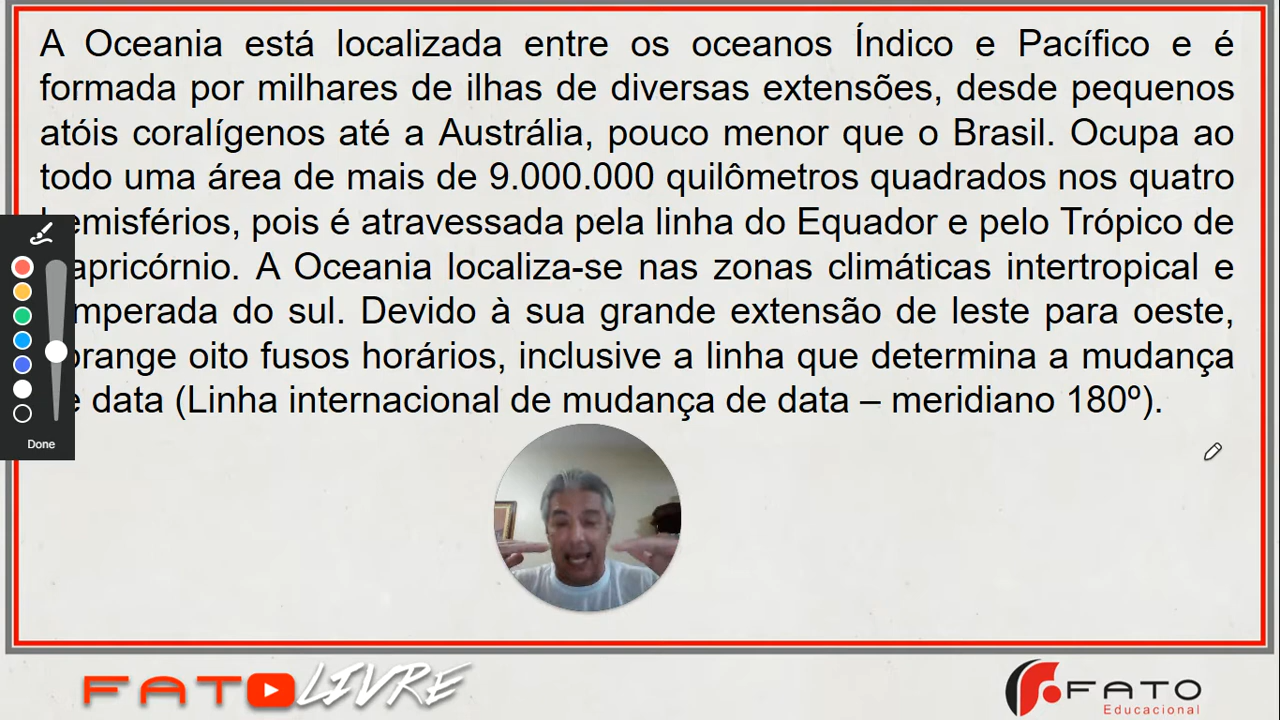 A Oceania está localizada entre os oceanos Índico e Pacífico e é
formada por milhares de ilhas de diversas extensões, desde pequenos
atóis coralígenos até a Austrália, pouco menor que o Brasil. Ocupa ao
todo uma área de mais de 9.000.000 quilômetros quadrados nos quatro
emisférios, pois é atravessada pela linha do Equador e pelo Trópico de
apricórnio. A Oceania localiza-se nas zonas climáticas intertropical e
mperada do sul. Devido à sua grande extensão de leste para oeste,
brange oito fusos horários, inclusive a linha que determina a mudança
e data (Linha internacional de mudança de data – meridiano 180º).
Done
FATO LIVRE
FATO
Educacional